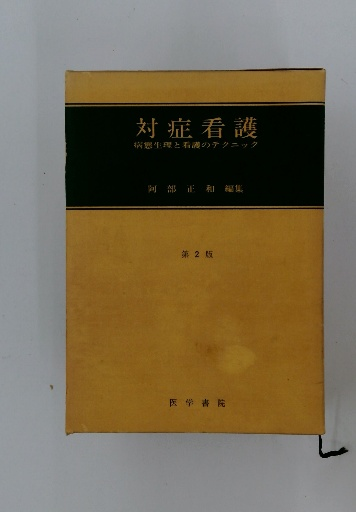 対症看護
病態生理と看護のテクニック
阿部正和 編集
第2版
医学書院